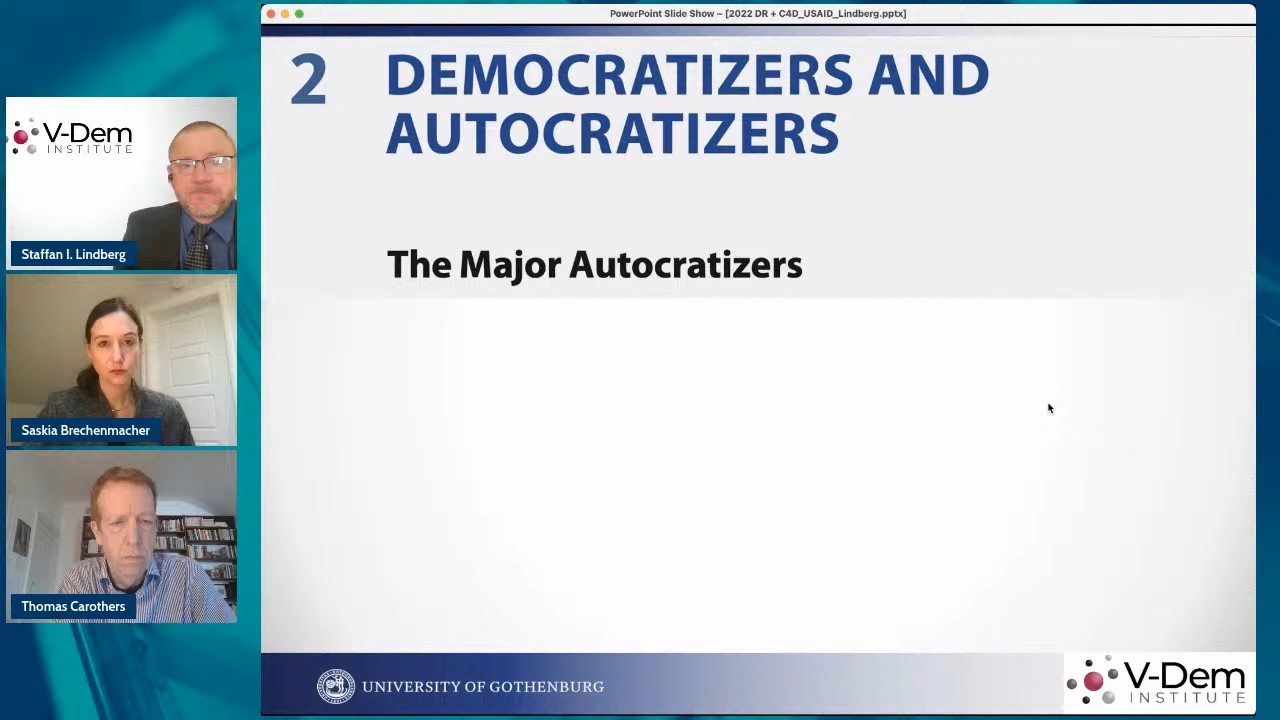 PowerPoint Slide Show – [2022 DR + C4D_USAID_Lindberg.pptx]
2 DEMOCRATIZERS AND
AUTOCRATIZERS
The Major Autocratizers
V-Dem
INSTITUTE
Staffan I. Lindberg
Saskia Brechenmacher
Thomas Carothers
UNIVERSITY OF GOTHENBURG
V-Dem
INSTITUTE